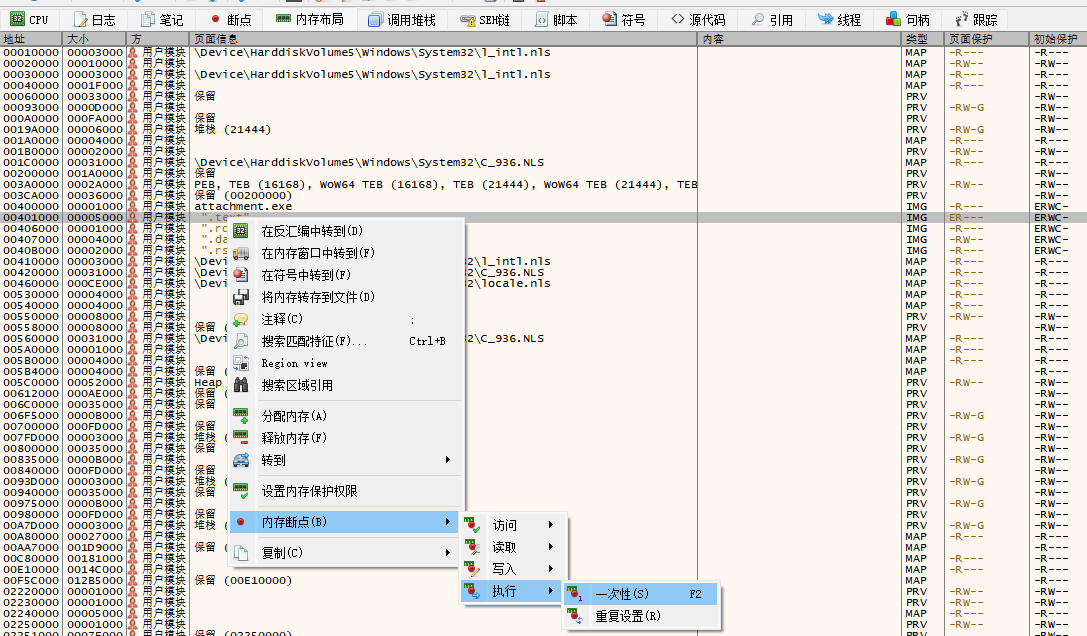 CPU 日志 笔记 断点 内存布局 调用堆栈 SEH链 脚本 符号 源代码 引用 线程 句柄 跟踪
地址 大小 方 页面信息 内容 类型 页面保护 初始保护
00010000 00003000 用户模块 \Device\HarddiskVolume5\Windows\System32\l_intl.nls MAP -R--- -R---
00020000 00010000 用户模块 MAP -RW-- -RW--
00030000 00003000 用户模块 \Device\HarddiskVolume5\Windows\System32\l_intl.nls MAP -R--- -R---
00040000 0001F000 用户模块 MAP -R--- -R---
00060000 00033000 用户模块 保留 PRV -RW--
00093000 0000D000 用户模块 PRV -RW-G -RW--
000A0000 000FA000 用户模块 保留 PRV -RW--
0019A000 00006000 用户模块 堆栈 (21444) PRV -RW-G -RW--
001A0000 00004000 用户模块 MAP -R--- -R---
001B0000 00002000 用户模块 PRV -RW-- -RW--
001C0000 00031000 用户模块 \Device\HarddiskVolume5\Windows\System32\C_936.NLS MAP -R--- -R---
00200000 001A0000 用户模块 保留 PRV -RW--
003A0000 0002A000 用户模块 PEB, TEB (16168), WOW64 TEB (16168), TEB (21444), WOW64 TEB (21444), TEB PRV -RW-- -RW--
003CA000 00036000 用户模块 保留 (00200000) PRV -RW--
00400000 00001000 用户模块 attachment.exe IMG -R--- ERWC-
00401000 00005000 用户模块 ".text" IMG ER--- ERWC-
00406000 00001000 用户模块 ".rd IMG -R--- ERWC-
00407000 00004000 用户模块 ".da IMG -RW-- ERWC-
0040B000 00002000 用户模块 ".rs IMG -R--- ERWC-
00410000 00003000 用户模块 \Devi 32\l_intl.nls MAP -R--- -R---
00420000 00031000 用户模块 \Devi 32\C_936.NLS MAP -R--- -R---
00460000 000CE000 用户模块 \Devi 32\locale.nls MAP -R--- -R---
00530000 00004000 用户模块 MAP -R--- -R---
00540000 00004000 用户模块 MAP -R--- -R---
00550000 00008000 用户模块 PRV -RW-- -RW--
00558000 00008000 用户模块 保留 ( PRV -RW--
00560000 00031000 用户模块 \Devi 32\C_936.NLS MAP -R--- -R---
005A0000 00001000 用户模块 MAP -R--- -R---
005B0000 00004000 用户模块 MAP -R--- -R---
005B4000 00004000 用户模块 保留 ( MAP -R---
005C0000 00052000 用户模块 Heap PRV -RW-- -RW--
00612000 000AE000 用户模块 保留 ( PRV -RW--
006C0000 00035000 用户模块 保留 PRV -RW--
006F5000 0000B000 用户模块 PRV -RW-G -RW--
00700000 000FD000 用户模块 保留 PRV -RW--
007FD000 00003000 用户模块 堆栈 ( PRV -RW-G -RW--
00800000 00035000 用户模块 保留 PRV -RW--
00835000 0000B000 用户模块 PRV -RW-G -RW--
00840000 000FD000 用户模块 保留 PRV -RW--
0093D000 00003000 用户模块 堆栈 ( PRV -RW-G -RW--
00940000 00035000 用户模块 保留 PRV -RW--
00975000 0000B000 用户模块 PRV -RW-G -RW--
00980000 000FD000 用户模块 保留 PRV -RW--
00A7D000 00003000 用户模块 堆栈 ( PRV -RW-G -RW--
00A80000 00027000 用户模块 MAP -R--- -R---
00AA7000 001D9000 用户模块 保留 ( MAP -R---
00C80000 00181000 用户模块 MAP -R--- -R---
00E10000 0014C000 用户模块 MAP -R--- -R---
00F5C000 012B5000 用户模块 保留 (00E10000) MAP -R---
02220000 00001000 用户模块 PRV -RW-- -RW--
02230000 00001000 用户模块 PRV -RW-- -RW--
02240000 00005000 用户模块 MAP -RW-- -RW--
02250000 00001000 用户模块 PRV -RW-- -RW--
在反汇编中转到(D)
在内存窗口中转到(F)
在符号中转到(F)
将内存转存到文件(D)
注释(C) ;
搜索匹配特征(F)... Ctrl+B
Region view
搜索区域引用
分配内存(A)
释放内存(F)
转到
设置内存保护权限
内存断点(B)
复制(C)
访问
读取
写入
执行
一次性(S) F2
重复设置(R)